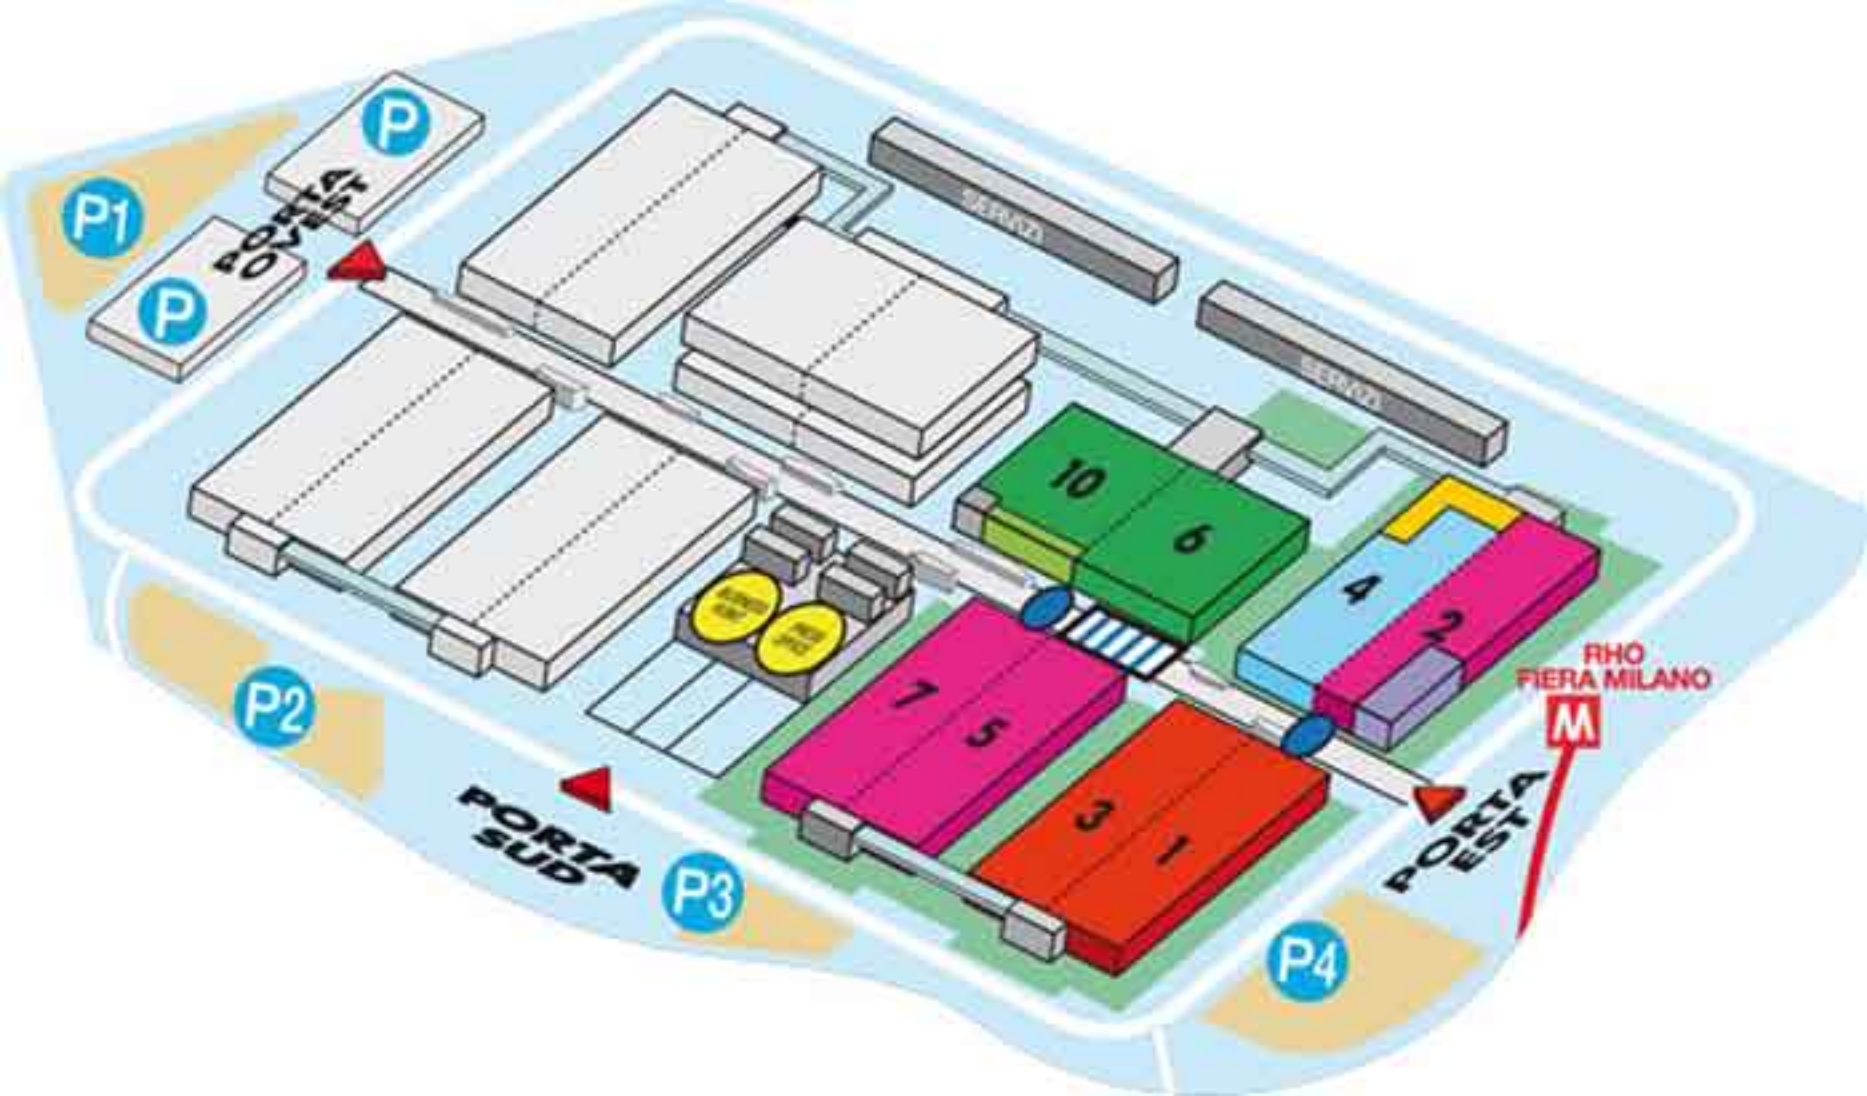 P
P1
PORTA
OVEST
P
SERVIZI
SERVIZI
10
6
4
2
RHO
FIERA MILANO
M
7
5
3
1
P2
PORTA
SUD
P3
PORTA
EST
P4